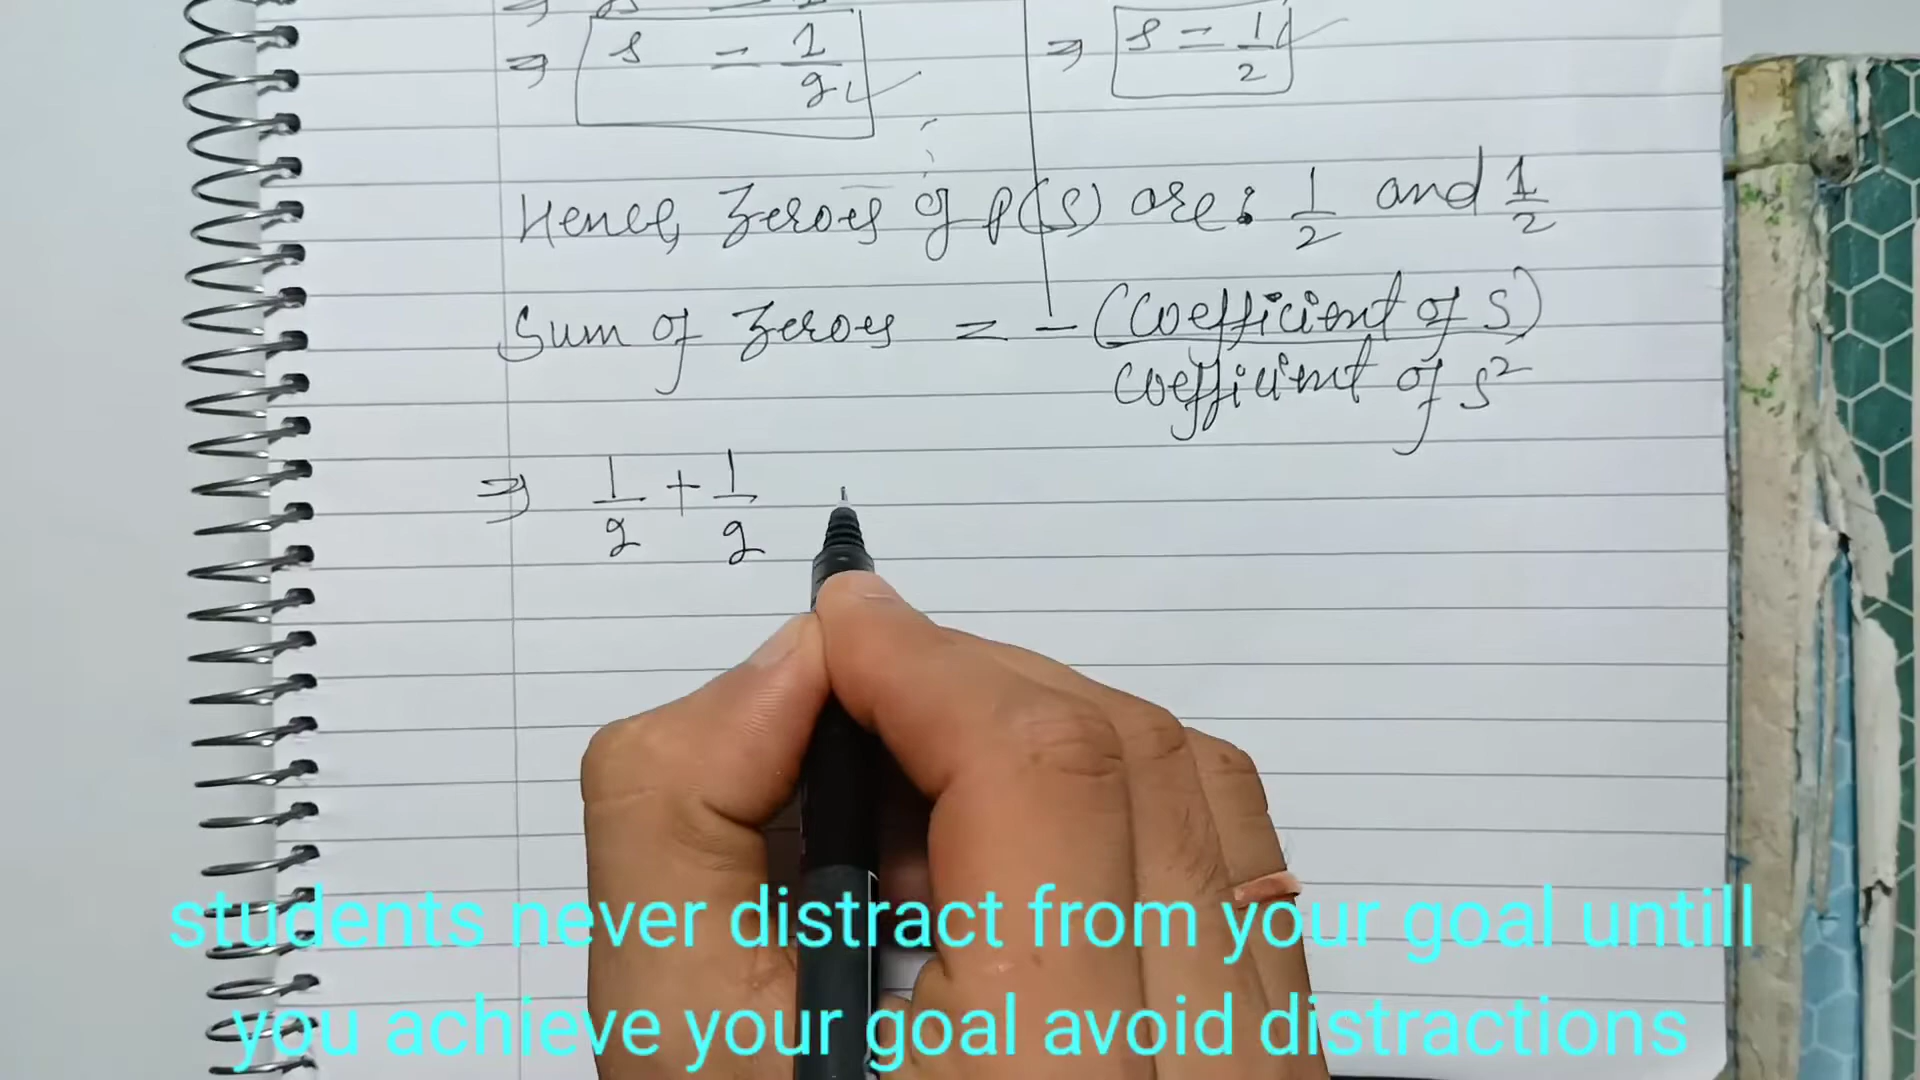 ⇒ s = 1/2 ⇒ s = 1/2
Hence, Zeroes of p(s) are: 1/2 and 1/2
Sum of Zeroes = - (coefficient of s) / coefficient of s²
⇒ 1/2 + 1/2
students never distract from your goal untill
you achieve your goal avoid distractions